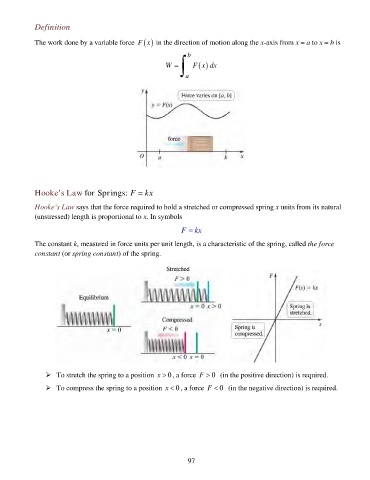 Definition
The work done by a variable force F(x) in the direction of motion along the x-axis from x = a to x = b is
W = ∫_a^b F(x) dx
y
Force varies on [a, b]
y = F(x)
force
O a b x
Hooke's Law for Springs: F = kx
Hooke's Law says that the force required to hold a stretched or compressed spring x units from its natural
(unstressed) length is proportional to x. In symbols
F = kx
The constant k, measured in force units per unit length, is a characteristic of the spring, called the force
constant (or spring constant) of the spring.
Equilibrium
x = 0
Stretched
F > 0
x = 0 x > 0
Compressed
F < 0
x < 0 x = 0
F
F(x) = kx
Spring is
stretched.
x
Spring is
compressed.
➢ To stretch the spring to a position x > 0, a force F > 0 (in the positive direction) is required.
➢ To compress the spring to a position x < 0, a force F < 0 (in the negative direction) is required.
97